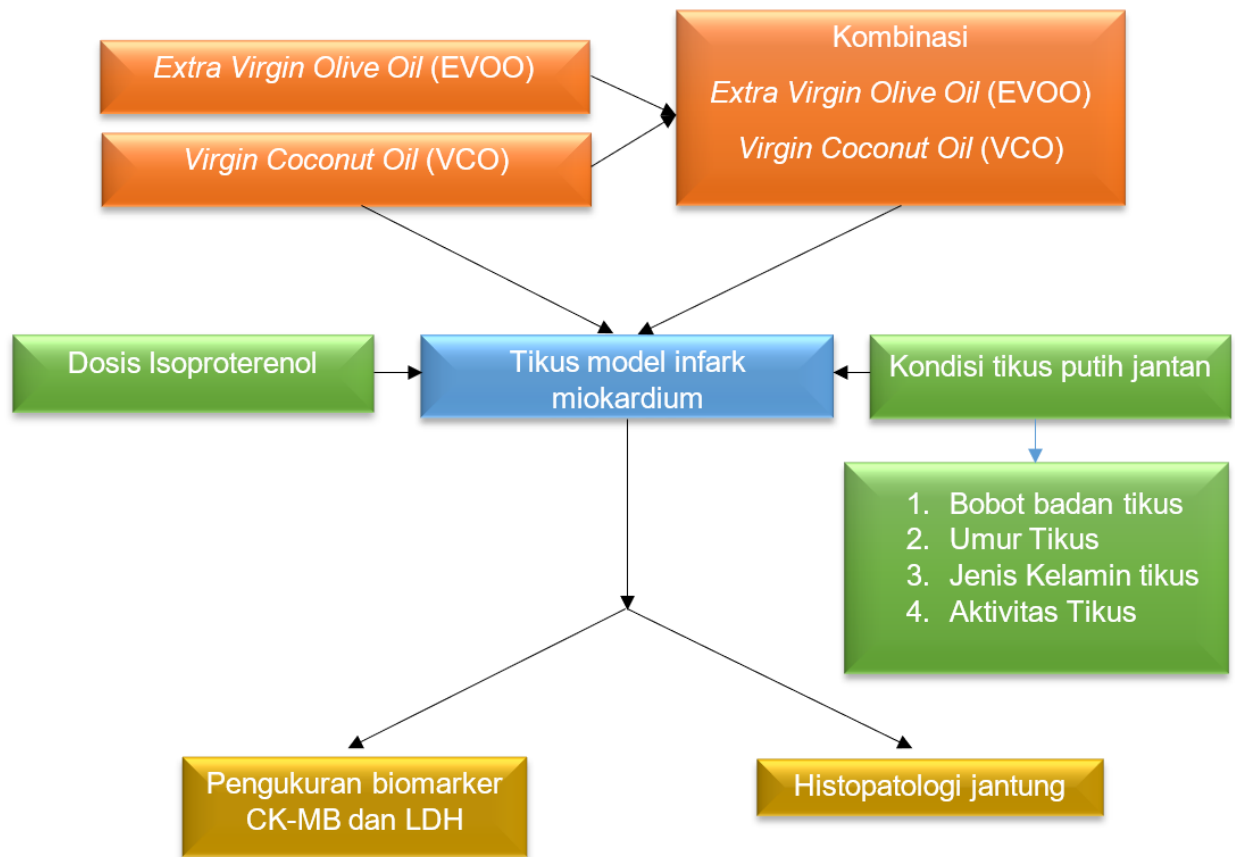 Extra Virgin Olive Oil (EVOO)
Virgin Coconut Oil (VCO)
Kombinasi
Extra Virgin Olive Oil (EVOO)
Virgin Coconut Oil (VCO)
Dosis Isoproterenol
Tikus model infark
miokardium
Kondisi tikus putih jantan
1. Bobot badan tikus
2. Umur Tikus
3. Jenis Kelamin tikus
4. Aktivitas Tikus
Pengukuran biomarker
CK-MB dan LDH
Histopatologi jantung